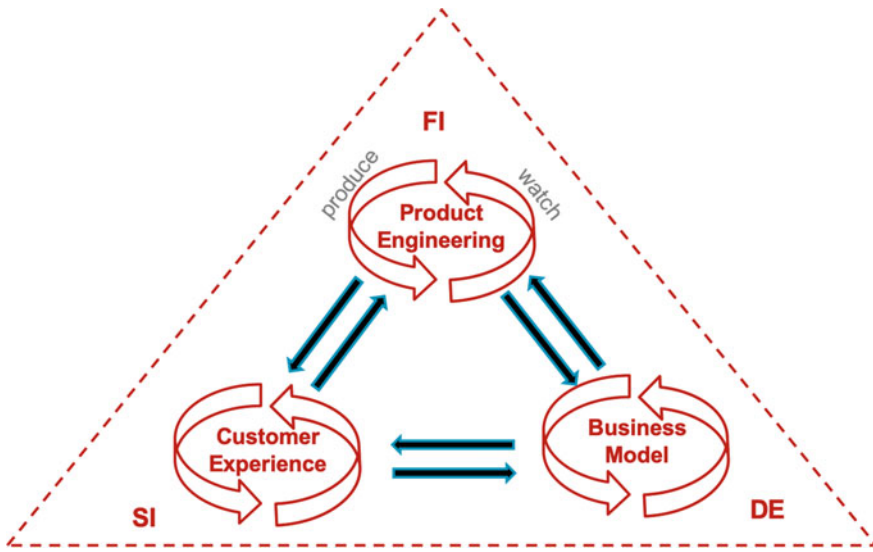 FI
produce
watch
Product
Engineering
Customer
Experience
Business
Model
SI
DE